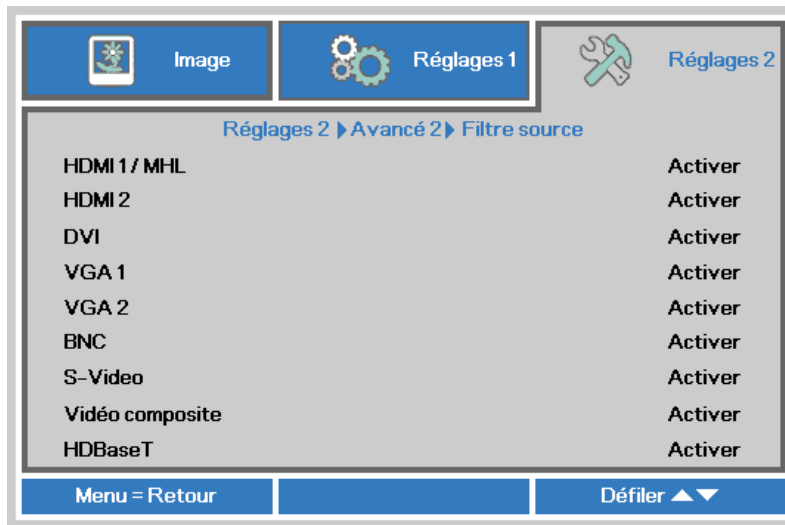 Image Réglages 1 Réglages 2
Réglages 2 ▶ Avancé 2 ▶ Filtre source
HDMI 1 / MHL Activer
HDMI 2 Activer
DVI Activer
VGA 1 Activer
VGA 2 Activer
BNC Activer
S-Video Activer
Vidéo composite Activer
HDBaseT Activer
Menu = Retour Défiler ▲▼